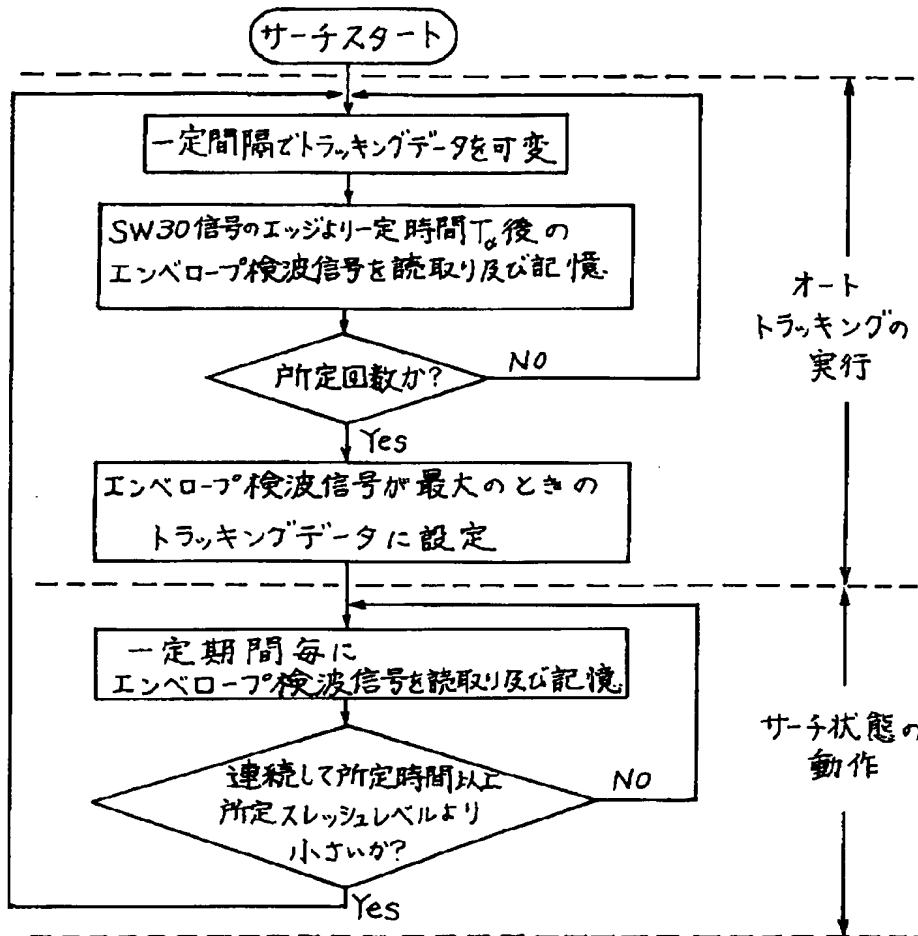 サーチスタート
一定間隔でトラッキングデータを可変
SW30信号のエッジより一定時間Tα後の
エンベロープ検波信号を読取り及び記憶.
所定回数か?
NO
Yes
エンベロープ検波信号が最大のときの
トラッキングデータに設定
オート
トラッキングの
実行
一定期間毎に
エンベロープ検波信号を読取り及び記憶.
連続して所定時間以上
所定スレッシュレベルより
小さいか?
NO
Yes
サーチ状態の
動作